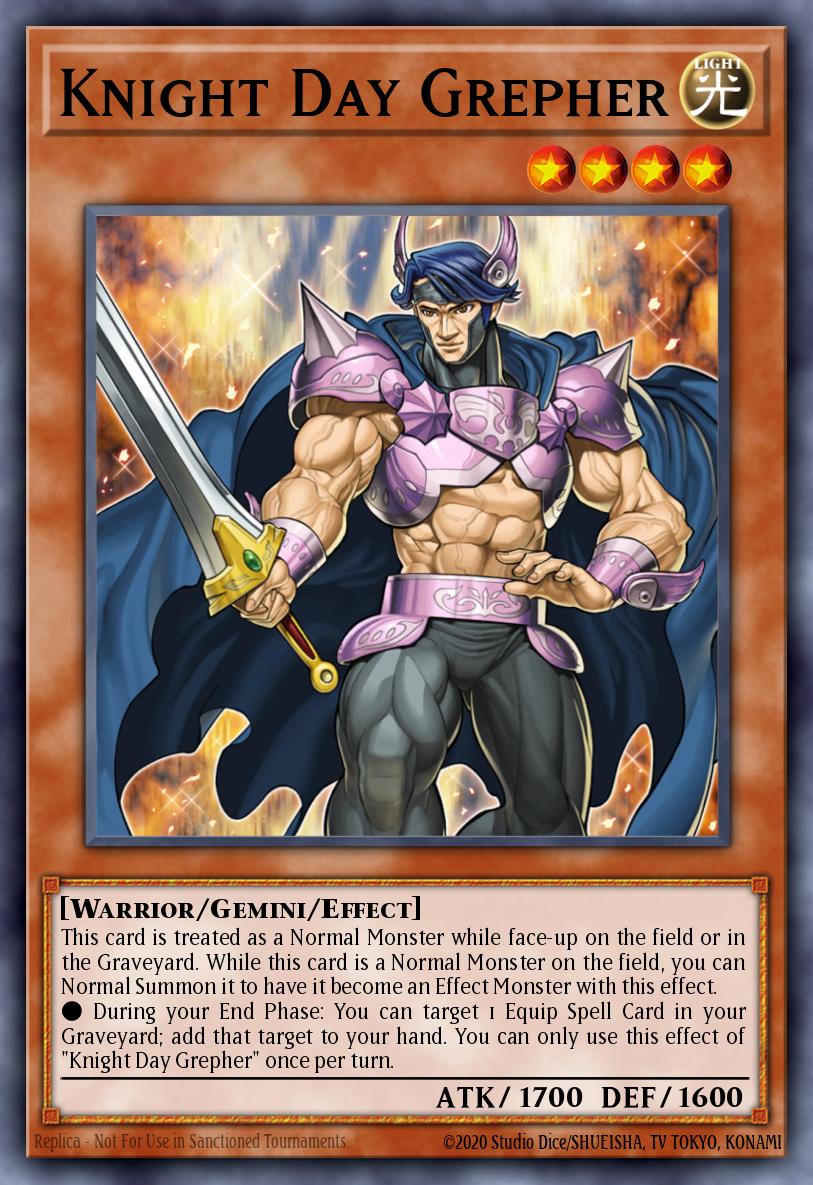 Knight Day Grepher
LIGHT
光
[Warrior/Gemini/Effect]
This card is treated as a Normal Monster while face-up on the field or in
the Graveyard. While this card is a Normal Monster on the field, you can
Normal Summon it to have it become an Effect Monster with this effect.
● During your End Phase: You can target 1 Equip Spell Card in your
Graveyard; add that target to your hand. You can only use this effect of
"Knight Day Grepher" once per turn.
ATK/ 1700 DEF/ 1600
Replica - Not For Use in Sanctioned Tournaments.
©2020 Studio Dice/SHUEISHA, TV TOKYO, KONAMI